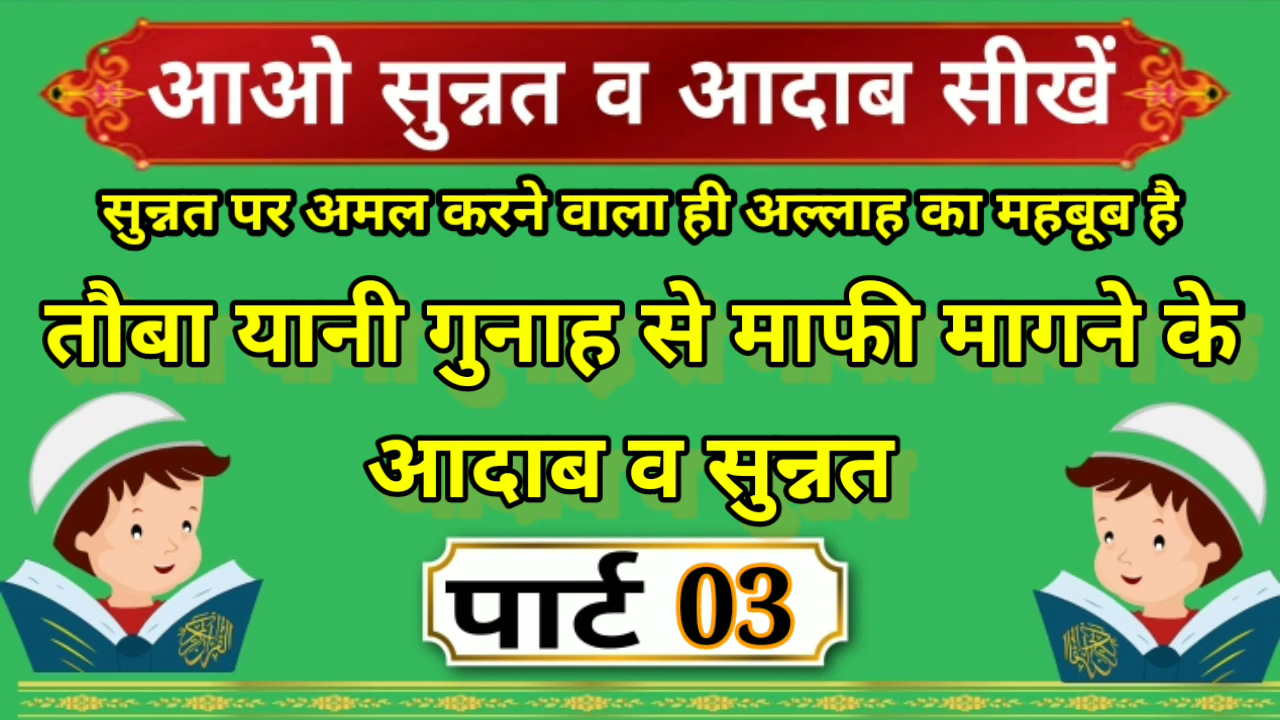 आओ सुन्नत व आदाब सीखें
सुन्नत पर अमल करने वाला ही अल्लाह का महबूब है
तौबा यानी गुनाह से माफी मागने के
आदाब व सुन्नत
पार्ट 03